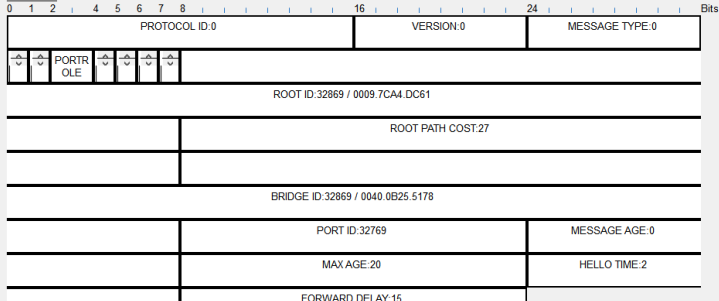 0 1 2 4 5 6 7 8 16 24 Bits
PROTOCOL ID:0 VERSION:0 MESSAGE TYPE:0
PORTR
OLE
ROOT ID:32869 / 0009.7CA4.DC61
ROOT PATH COST:27
BRIDGE ID:32869 / 0040.0B25.5178
PORT ID:32769 MESSAGE AGE:0
MAX AGE:20 HELLO TIME:2
FORWARD DELAY:15